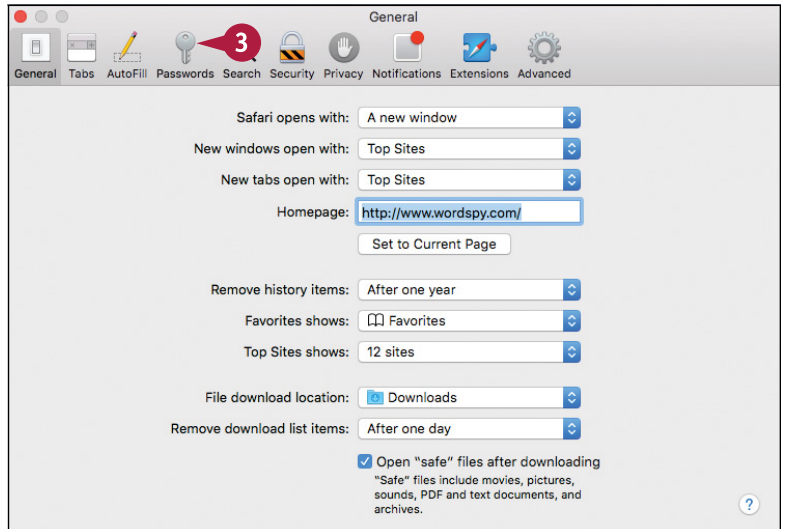 General
3
General Tabs AutoFill Passwords Search Security Privacy Notifications Extensions Advanced
Safari opens with: A new window
New windows open with: Top Sites
New tabs open with: Top Sites
Homepage: http://www.wordspy.com/
Set to Current Page
Remove history items: After one year
Favorites shows: Favorites
Top Sites shows: 12 sites
File download location: Downloads
Remove download list items: After one day
Open "safe" files after downloading
"Safe" files include movies, pictures,
sounds, PDF and text documents, and
archives.
?